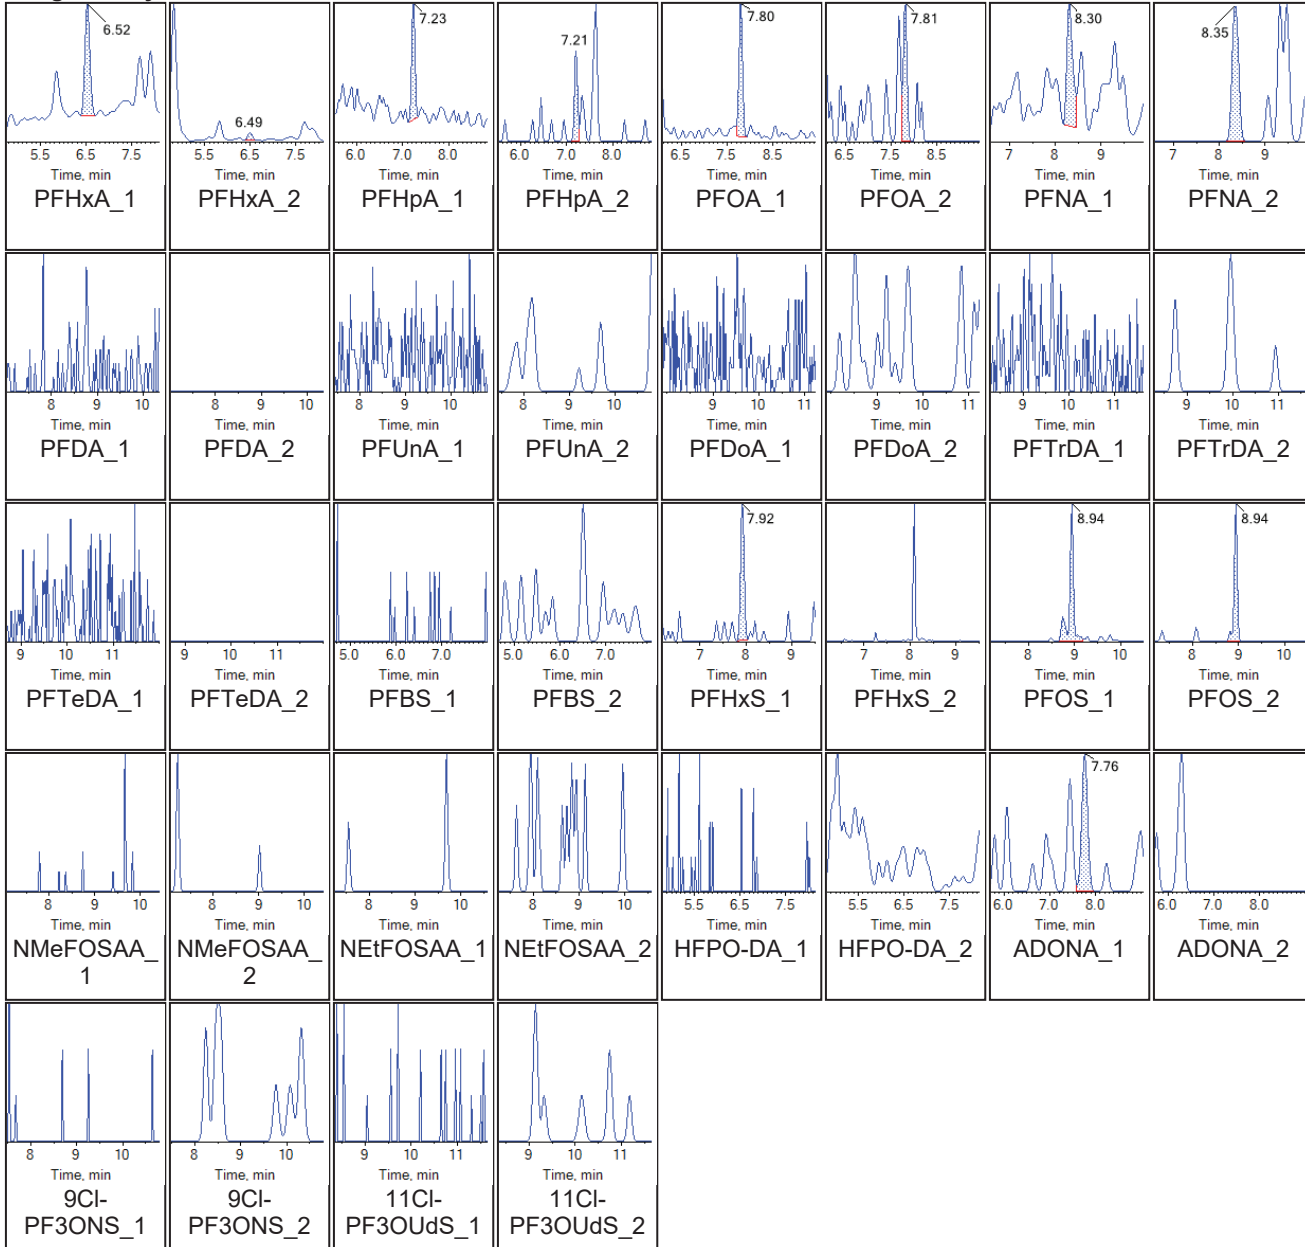 6.52
5.5 6.5 7.5
Time, min
PFHxA_1
6.49
5.5 6.5 7.5
Time, min
PFHxA_2
7.23
6.0 7.0 8.0
Time, min
PFHpA_1
7.21
6.0 7.0 8.0
Time, min
PFHpA_2
7.80
6.5 7.5 8.5
Time, min
PFOA_1
7.81
6.5 7.5 8.5
Time, min
PFOA_2
8.30
7 8 9
Time, min
PFNA_1
8.35
7 8 9
Time, min
PFNA_2
8 9 10
Time, min
PFDA_1
8 9 10
Time, min
PFDA_2
8 9 10
Time, min
PFUnA_1
8 9 10
Time, min
PFUnA_2
9 10 11
Time, min
PFDoA_1
9 10 11
Time, min
PFDoA_2
9 10 11
Time, min
PFTrDA_1
9 10 11
Time, min
PFTrDA_2
9 10 11
Time, min
PFTeDA_1
9 10 11
Time, min
PFTeDA_2
5.0 6.0 7.0
Time, min
PFBS_1
5.0 6.0 7.0
Time, min
PFBS_2
7.92
7 8 9
Time, min
PFHxS_1
7 8 9
Time, min
PFHxS_2
8.94
8 9 10
Time, min
PFOS_1
8.94
8 9 10
Time, min
PFOS_2
8 9 10
Time, min
NMeFOSAA_
1
8 9 10
Time, min
NMeFOSAA_
2
8 9 10
Time, min
NEtFOSAA_1
8 9 10
Time, min
NEtFOSAA_2
5.5 6.5 7.5
Time, min
HFPO-DA_1
5.5 6.5 7.5
Time, min
HFPO-DA_2
7.76
6.0 7.0 8.0
Time, min
ADONA_1
6.0 7.0 8.0
Time, min
ADONA_2
8 9 10
Time, min
9Cl-
PF3ONS_1
8 9 10
Time, min
9Cl-
PF3ONS_2
9 10 11
Time, min
11Cl-
PF3OUdS_1
9 10 11
Time, min
11Cl-
PF3OUdS_2